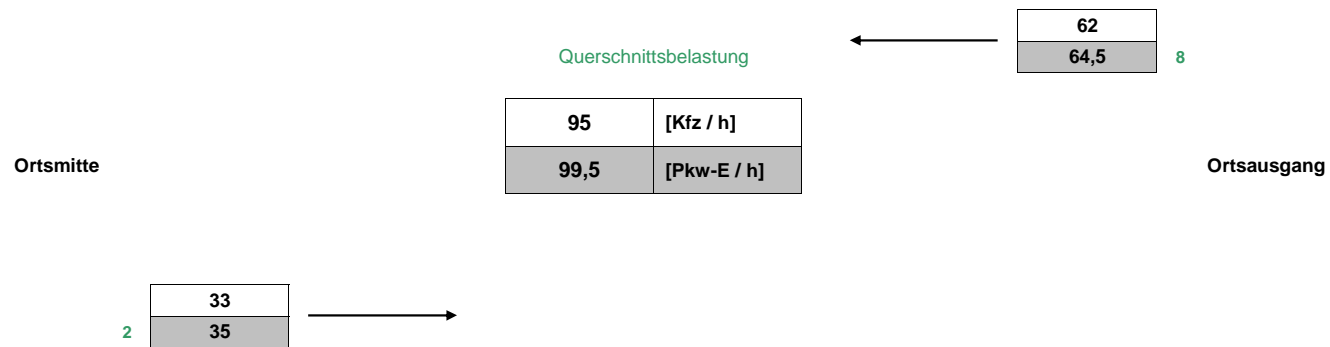 62
Querschnittsbelastung
64,5 8
95 [Kfz / h]
Ortsmitte
99,5 [Pkw-E / h]
Ortsausgang
33
2 35